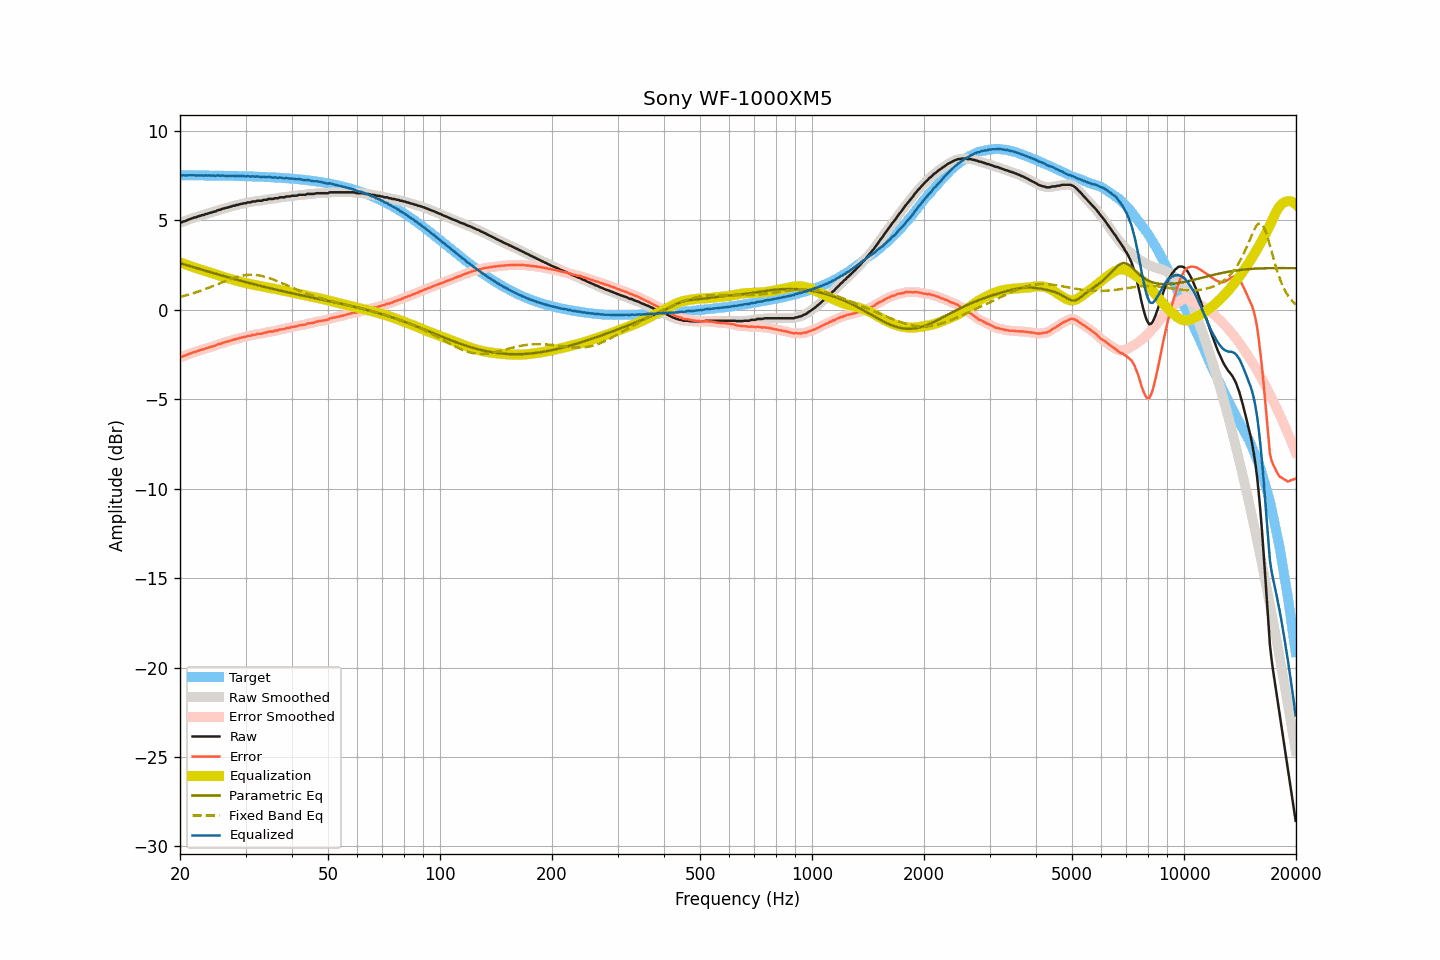 Sony WF-1000XM5
10
5
0
−5
−10
−15
−20
−25
−30
Amplitude (dBr)
Target
Raw Smoothed
Error Smoothed
Raw
Error
Equalization
Parametric Eq
Fixed Band Eq
Equalized
20 50 100 200 500 1000 2000 5000 10000 20000
Frequency (Hz)